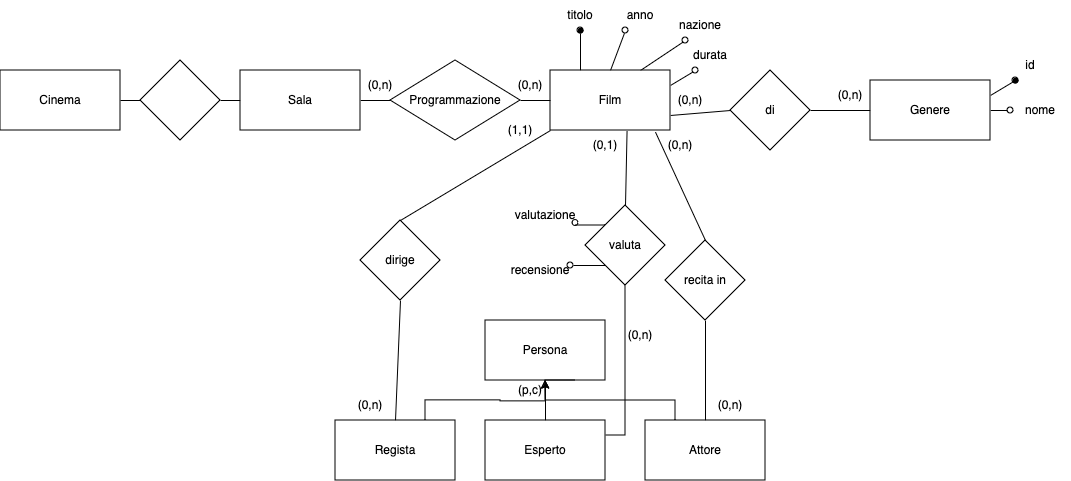 titolo
anno
nazione
durata
id
Cinema
Sala
(0,n)
Programmazione
(0,n)
Film
(0,n)
di
(0,n)
Genere
nome
(1,1)
(0,1)
(0,n)
valutazione
valuta
recensione
dirige
recita in
(0,n)
Persona
(p,c)
(0,n)
(0,n)
Regista
Esperto
Attore